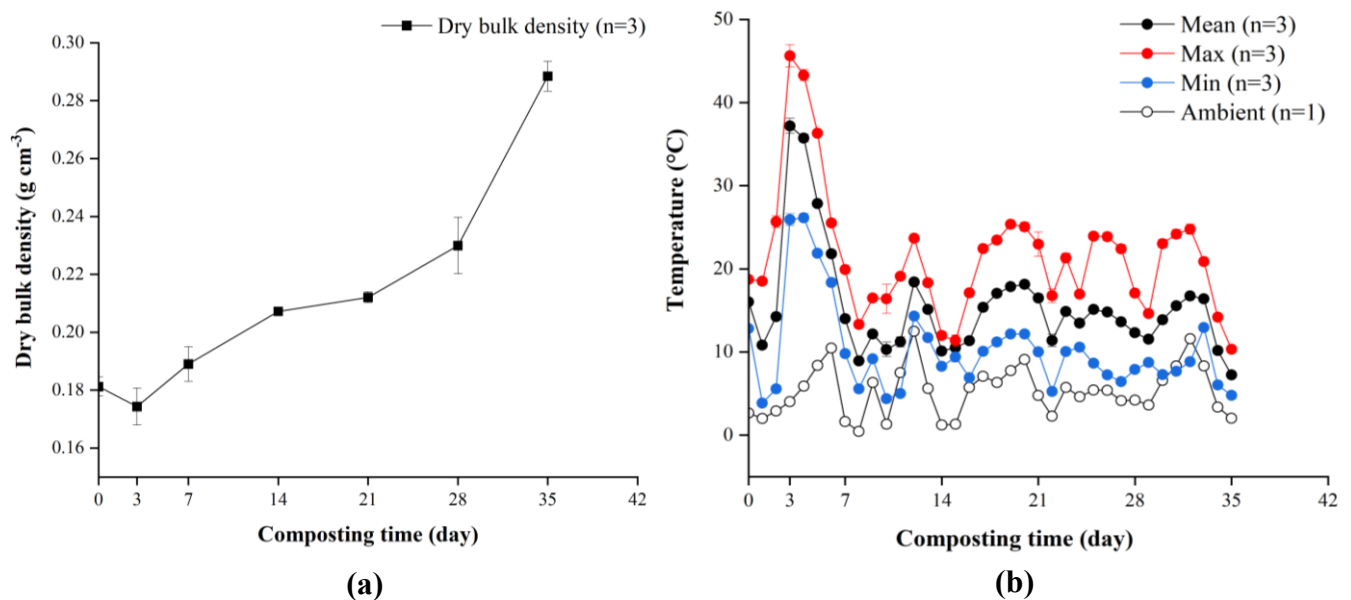 Dry bulk density (n=3)
0.30
0.28
0.26
0.24
0.22
0.20
0.18
0.16
Dry bulk density (g cm⁻³)
0 3 7 14 21 28 35 42
Composting time (day)
(a)
Mean (n=3)
Max (n=3)
Min (n=3)
Ambient (n=1)
50
40
30
20
10
0
Temperature (°C)
0 3 7 14 21 28 35 42
Composting time (day)
(b)